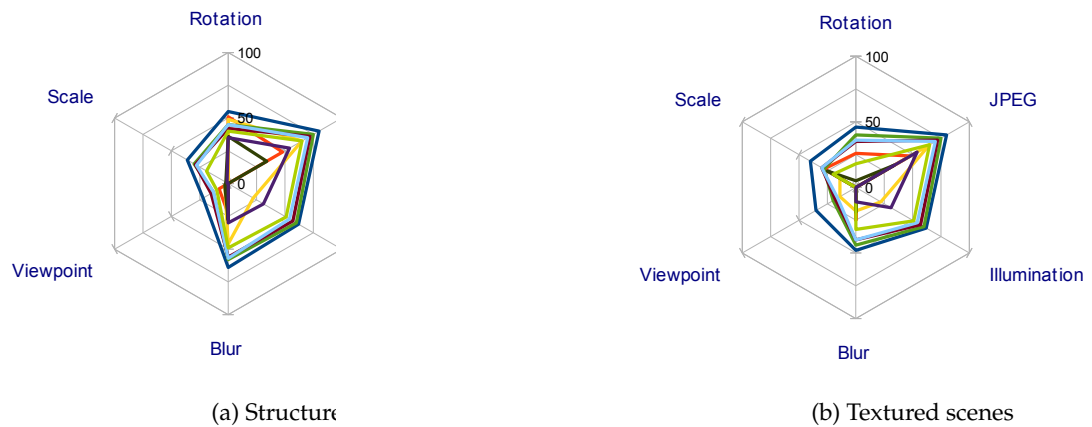 Rotation
100
Scale
50
0
Viewpoint
Blur
(a) Structure
Rotation
100
Scale
JPEG
50
0
Viewpoint
Illumination
Blur
(b) Textured scenes